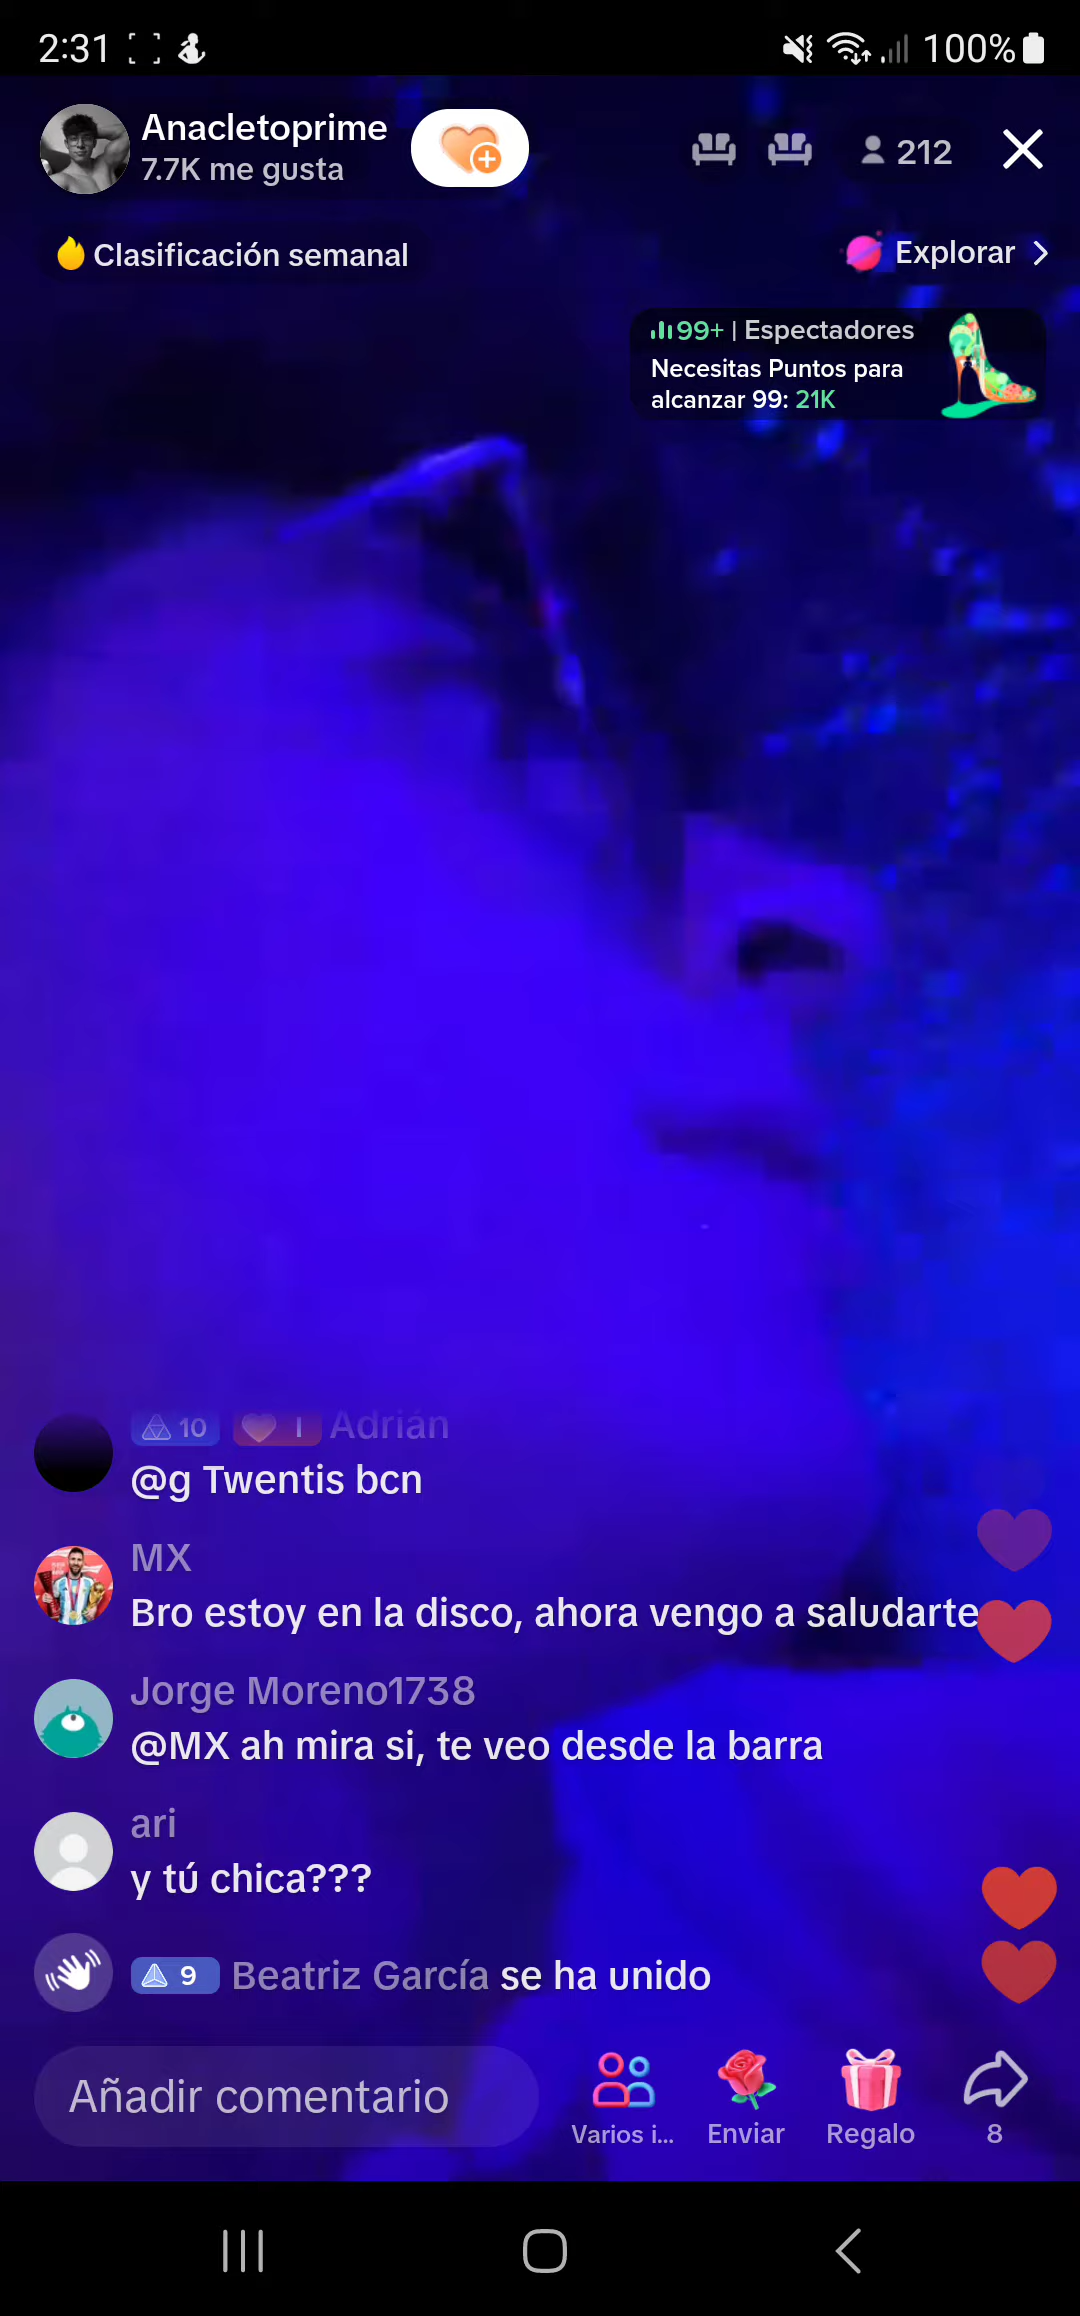 2:31
100%
Anacletoprime
7.7K me gusta
212
Clasificación semanal
Explorar
99+ | Espectadores
Necesitas Puntos para
alcanzar 99: 21K
10 1 Adrián
@g Twentis bcn
MX
Bro estoy en la disco, ahora vengo a saludarte
Jorge Moreno1738
@MX ah mira si, te veo desde la barra
ari
y tú chica???
9 Beatriz García se ha unido
Añadir comentario
Varios i...
Enviar
Regalo
8